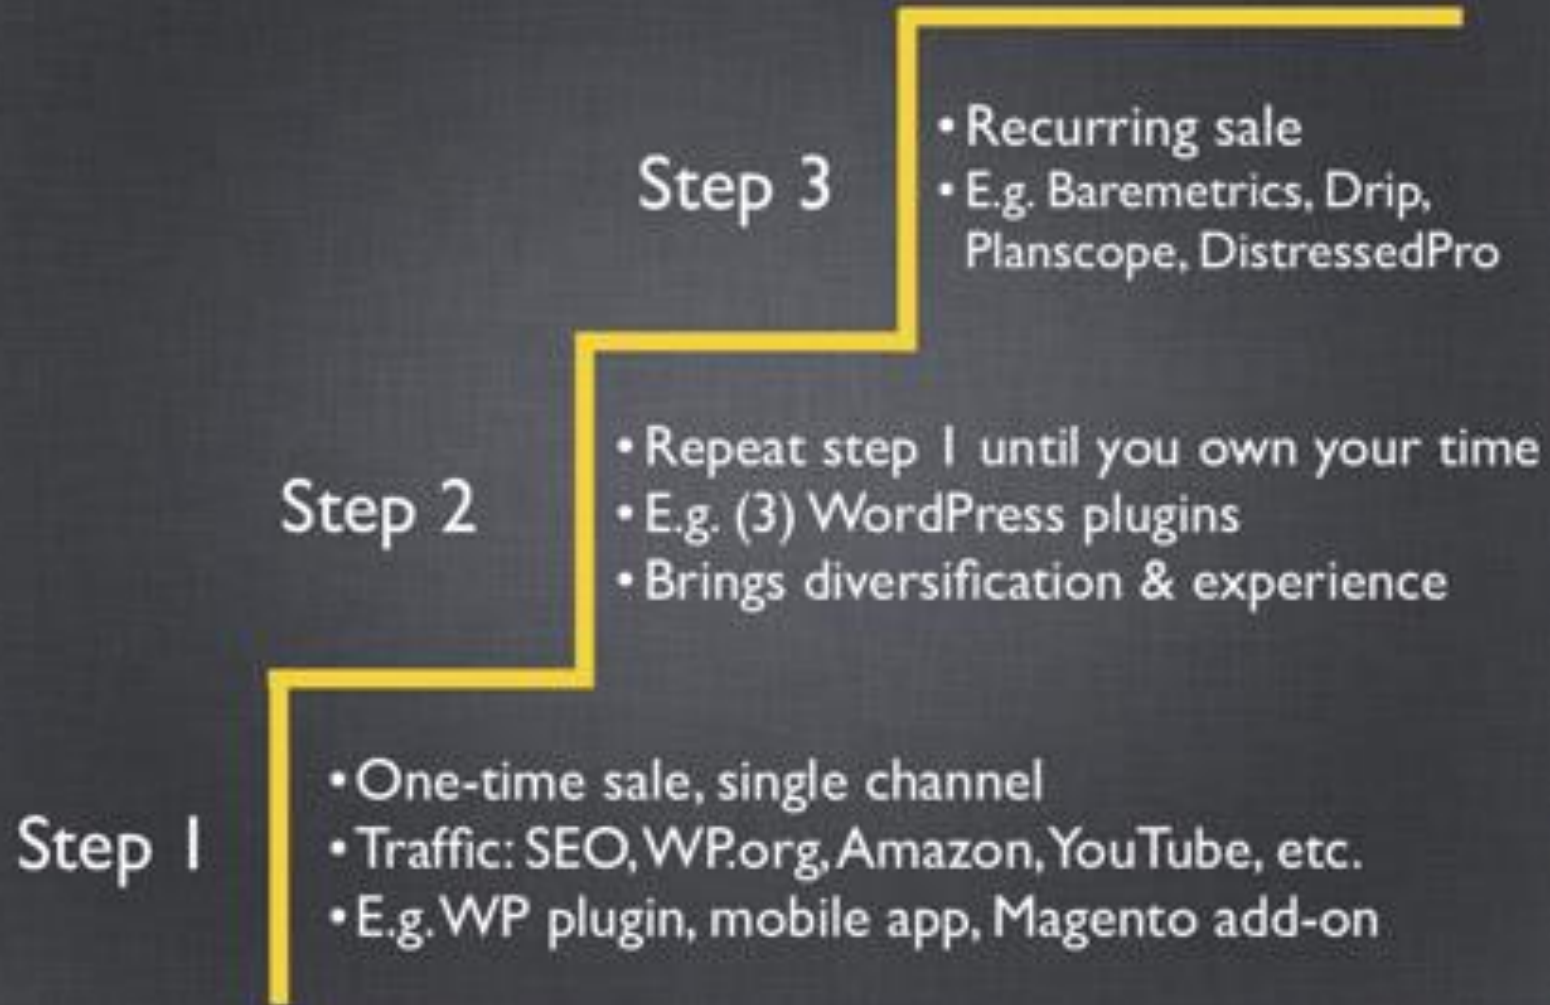 Step 3
• Recurring sale
• E.g. Baremetrics, Drip,
Planscope, DistressedPro
Step 2
• Repeat step 1 until you own your time
• E.g. (3) WordPress plugins
• Brings diversification & experience
Step 1
• One-time sale, single channel
• Traffic: SEO, WP.org, Amazon, YouTube, etc.
• E.g. WP plugin, mobile app, Magento add-on